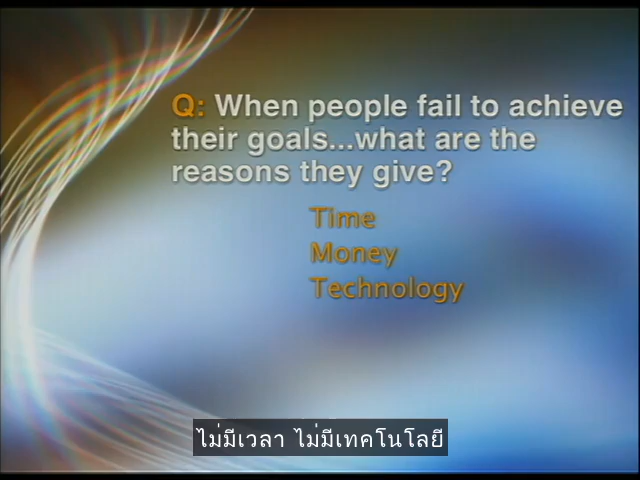 Q: When people fail to achieve
their goals...what are the
reasons they give?
Time
Money
Technology
ไม่มีเวลา ไม่มีเทคโนโลยี